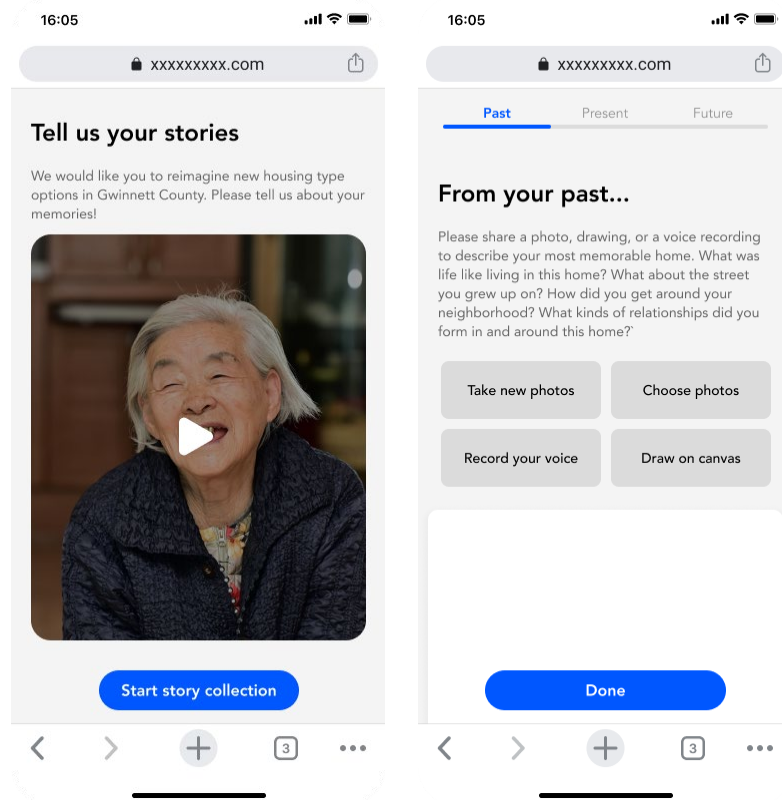 16:05
xxxxxxxxx.com
Tell us your stories
We would like you to reimagine new housing type
options in Gwinnett County. Please tell us about your
memories!
Start story collection
3
16:05
xxxxxxxxx.com
Past Present Future
From your past...
Please share a photo, drawing, or a voice recording
to describe your most memorable home. What was
life like living in this home? What about the street
you grew up on? How did you get around your
neighborhood? What kinds of relationships did you
form in and around this home?`
Take new photos Choose photos
Record your voice Draw on canvas
Done
3